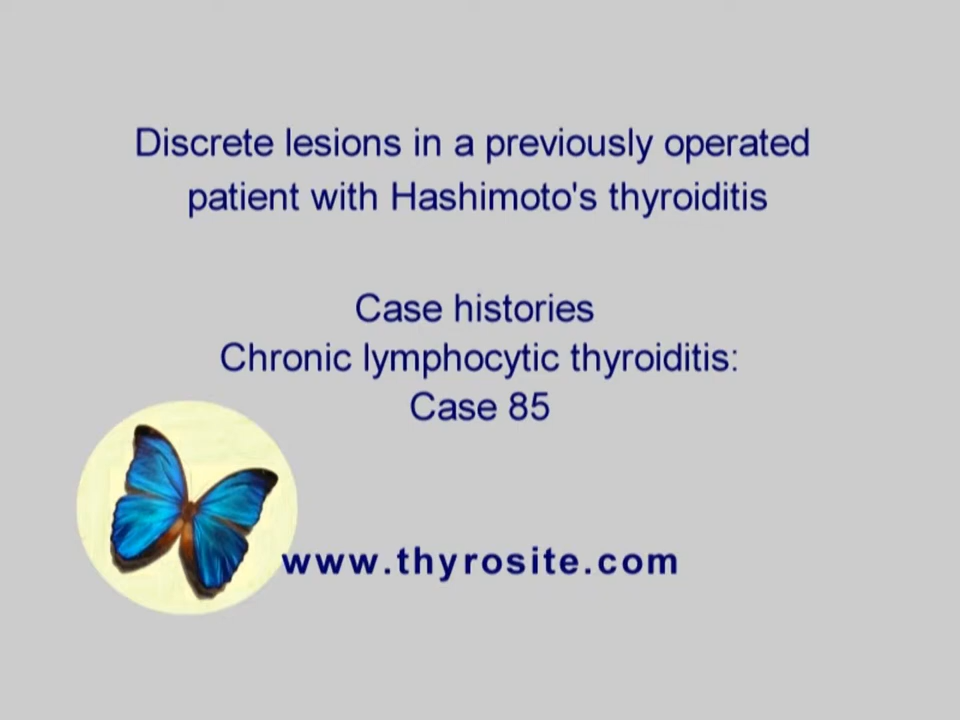 Discrete lesions in a previously operated
patient with Hashimoto's thyroiditis
Case histories
Chronic lymphocytic thyroiditis:
Case 85
www.thyrosite.com